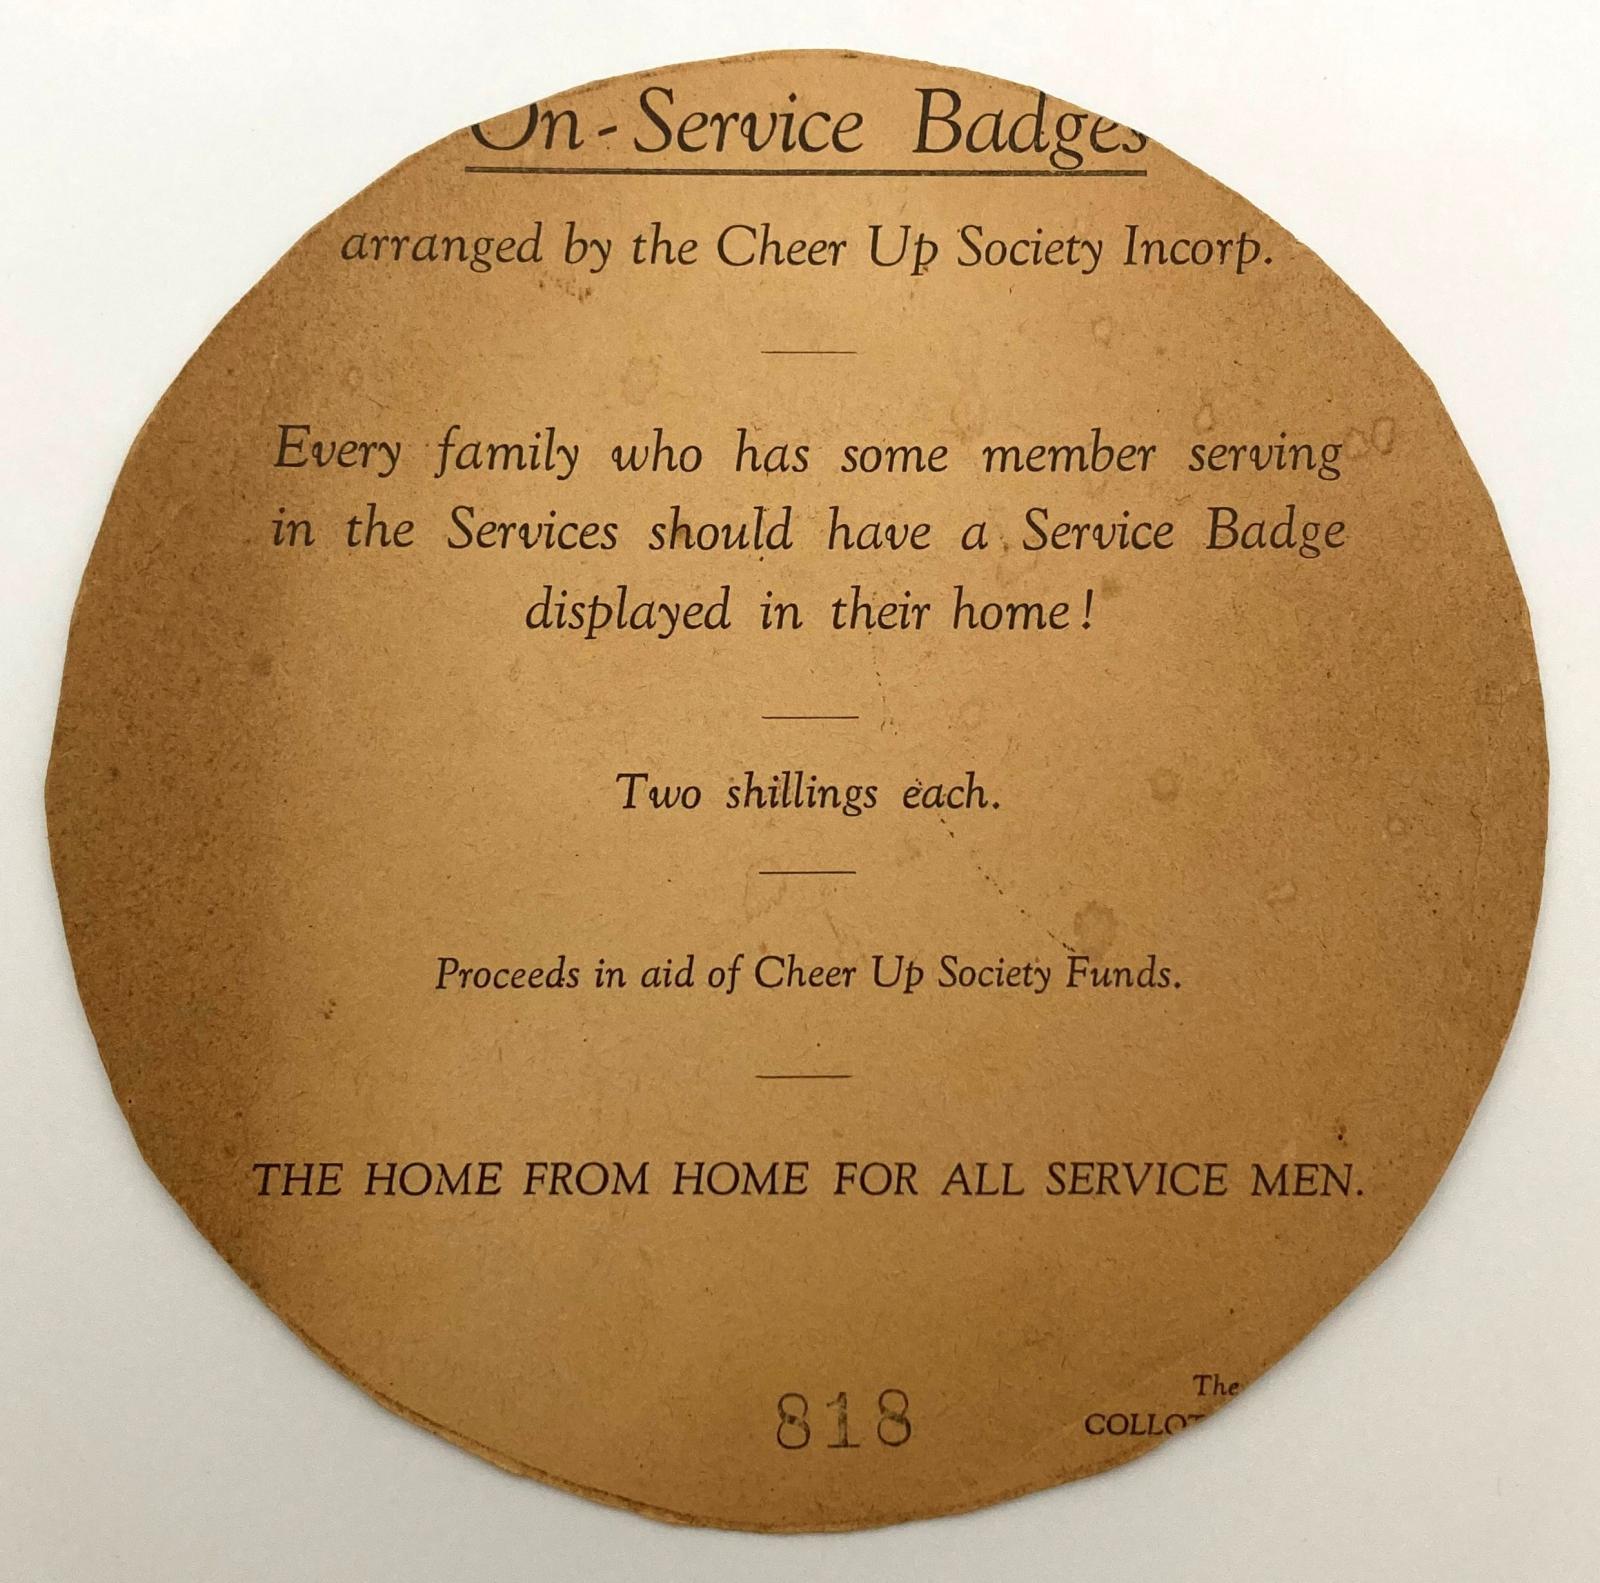 On-Service Badges
arranged by the Cheer Up Society Incorp.
Every family who has some member serving
in the Services should have a Service Badge
displayed in their home!
Two shillings each.
Proceeds in aid of Cheer Up Society Funds.
THE HOME FROM HOME FOR ALL SERVICE MEN.
818
The